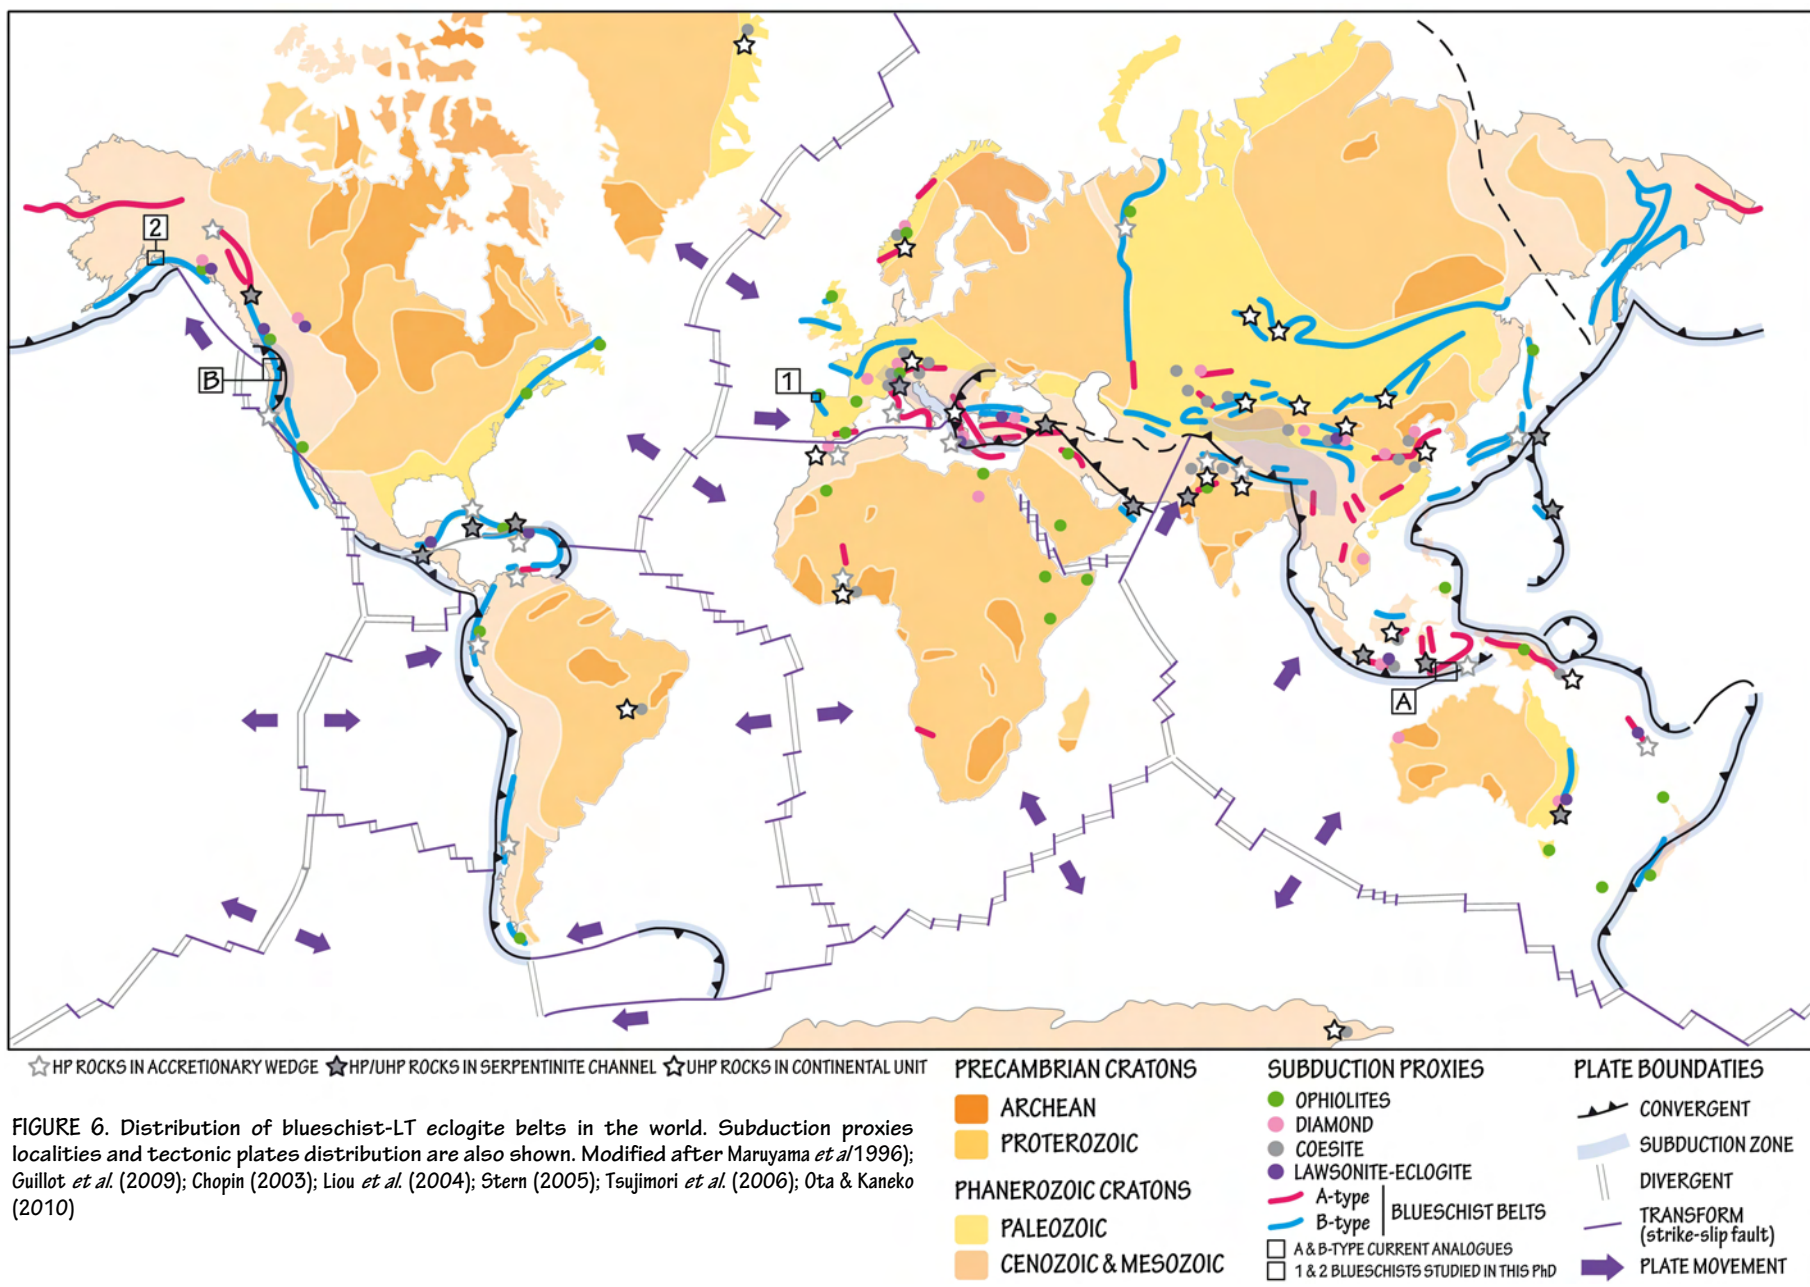 2
B
1
A
HP ROCKS IN ACCRETIONARY WEDGE HP/UHP ROCKS IN SERPENTINITE CHANNEL UHP ROCKS IN CONTINENTAL UNIT
FIGURE 6. Distribution of blueschist-LT eclogite belts in the world. Subduction proxies
localities and tectonic plates distribution are also shown. Modified after Maruyama et al 1996);
Guillot et al. (2009); Chopin (2003); Liou et al. (2004); Stern (2005); Tsujimori et al. (2006); Ota & Kaneko
(2010)
PRECAMBRIAN CRATONS
ARCHEAN
PROTEROZOIC
PHANEROZOIC CRATONS
PALEOZOIC
CENOZOIC & MESOZOIC
SUBDUCTION PROXIES
OPHIOLITES
DIAMOND
COESITE
LAWSONITE-ECLOGITE
A-type
B-type
BLUESCHIST BELTS
A & B-TYPE CURRENT ANALOGUES
1 & 2 BLUESCHISTS STUDIED IN THIS PhD
PLATE BOUNDATIES
CONVERGENT
SUBDUCTION ZONE
DIVERGENT
TRANSFORM
(strike-slip fault)
PLATE MOVEMENT